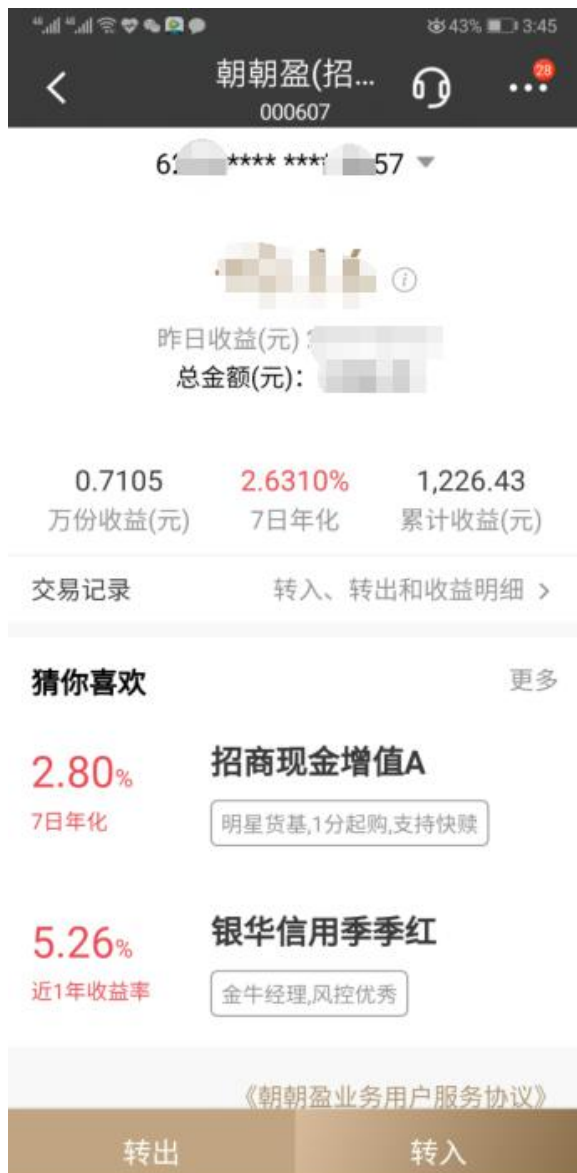 43% 3:45
朝朝盈(招...
28
000607
6 **** *** 57
昨日收益(元)
总金额(元):
0.7105 2.6310% 1,226.43
万份收益(元) 7日年化 累计收益(元)
交易记录 转入、转出和收益明细 >
猜你喜欢 更多
2.80% 招商现金增值A
7日年化 明星货基,1分起购,支持快赎
5.26% 银华信用季季红
近1年收益率 金牛经理,风控优秀
《朝朝盈业务用户服务协议》
转出 转入